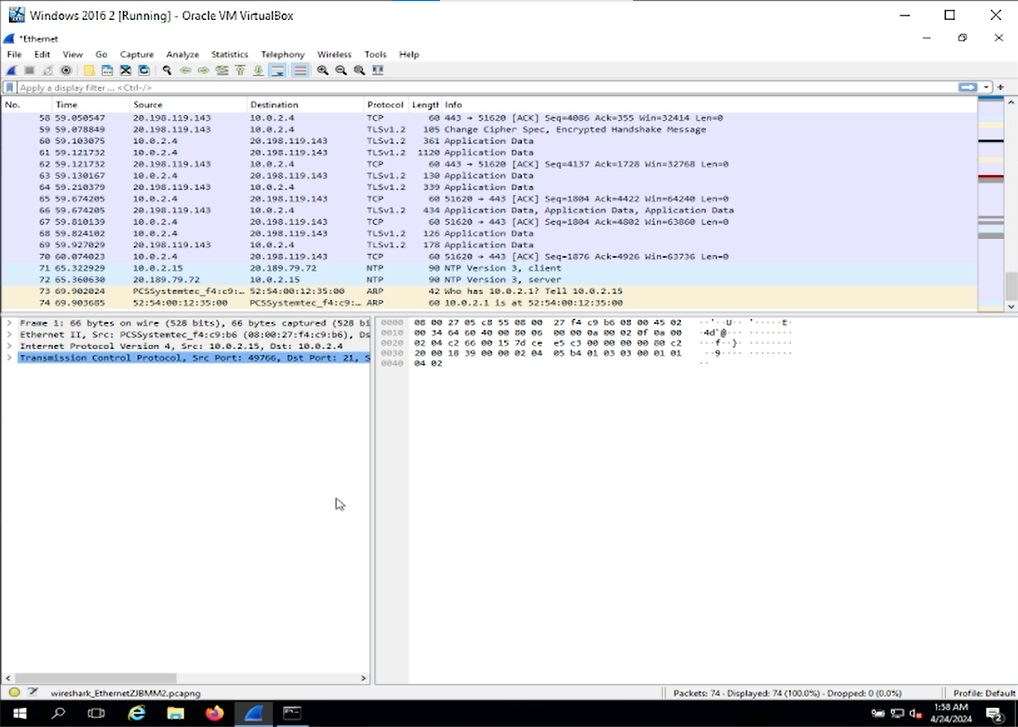 Windows 2016 2 [Running] - Oracle VM VirtualBox
*Ethernet
File Edit View Go Capture Analyze Statistics Telephony Wireless Tools Help
Apply a display filter ... <Ctrl-/>
No. Time Source Destination Protocol Length Info
58 59.050547 20.198.119.143 10.0.2.4 TCP 60 443 → 51620 [ACK] Seq=4086 Ack=355 Win=32414 Len=0
59 59.078849 20.198.119.143 10.0.2.4 TLSv1.2 105 Change Cipher Spec, Encrypted Handshake Message
60 59.103075 10.0.2.4 20.198.119.143 TLSv1.2 361 Application Data
61 59.121732 10.0.2.4 20.198.119.143 TLSv1.2 1120 Application Data
62 59.121732 20.198.119.143 10.0.2.4 TCP 60 443 → 51620 [ACK] Seq=4137 Ack=1728 Win=32768 Len=0
63 59.130167 10.0.2.4 20.198.119.143 TLSv1.2 130 Application Data
64 59.210379 20.198.119.143 10.0.2.4 TLSv1.2 339 Application Data
65 59.674205 10.0.2.4 20.198.119.143 TCP 60 51620 → 443 [ACK] Seq=1804 Ack=4422 Win=64240 Len=0
66 59.674205 20.198.119.143 10.0.2.4 TLSv1.2 434 Application Data, Application Data, Application Data
67 59.810139 10.0.2.4 20.198.119.143 TCP 60 51620 → 443 [ACK] Seq=1804 Ack=4802 Win=63860 Len=0
68 59.824102 10.0.2.4 20.198.119.143 TLSv1.2 126 Application Data
69 59.927029 20.198.119.143 10.0.2.4 TLSv1.2 178 Application Data
70 60.074023 10.0.2.4 20.198.119.143 TCP 60 51620 → 443 [ACK] Seq=1876 Ack=4926 Win=63736 Len=0
71 65.322929 10.0.2.15 20.189.79.72 NTP 90 NTP Version 3, client
72 65.360630 20.189.79.72 10.0.2.15 NTP 90 NTP Version 3, server
73 69.902024 PCSSystemtec_f4:c9:… 52:54:00:12:35:00 ARP 42 Who has 10.0.2.1? Tell 10.0.2.15
74 69.903685 52:54:00:12:35:00 PCSSystemtec_f4:c9:… ARP 60 10.0.2.1 is at 52:54:00:12:35:00
Frame 1: 66 bytes on wire (528 bits), 66 bytes captured (528 bi
Ethernet II, Src: PCSSystemtec_f4:c9:b6 (08:00:27:f4:c9:b6), Ds
Internet Protocol Version 4, Src: 10.0.2.15, Dst: 10.0.2.4
Transmission Control Protocol, Src Port: 49766, Dst Port: 21, S
0000 08 00 27 05 c8 55 08 00 27 f4 c9 b6 08 00 45 02 ··'··U·· '·····E·
0010 00 34 64 60 40 00 80 06 00 00 0a 00 02 0f 0a 00 ·4d`@··· ········
0020 02 04 c2 66 00 15 7d ce e5 c3 00 00 00 00 80 c2 ···f··}· ········
0030 20 00 18 39 00 00 02 04 05 b4 01 03 03 00 01 01 ··9···· ········
0040 04 02 ··
wireshark_EthernetZJBMM2.pcapng
Packets: 74 · Displayed: 74 (100.0%) · Dropped: 0 (0.0%)
Profile: Default
1:58 AM
4/24/2024
2